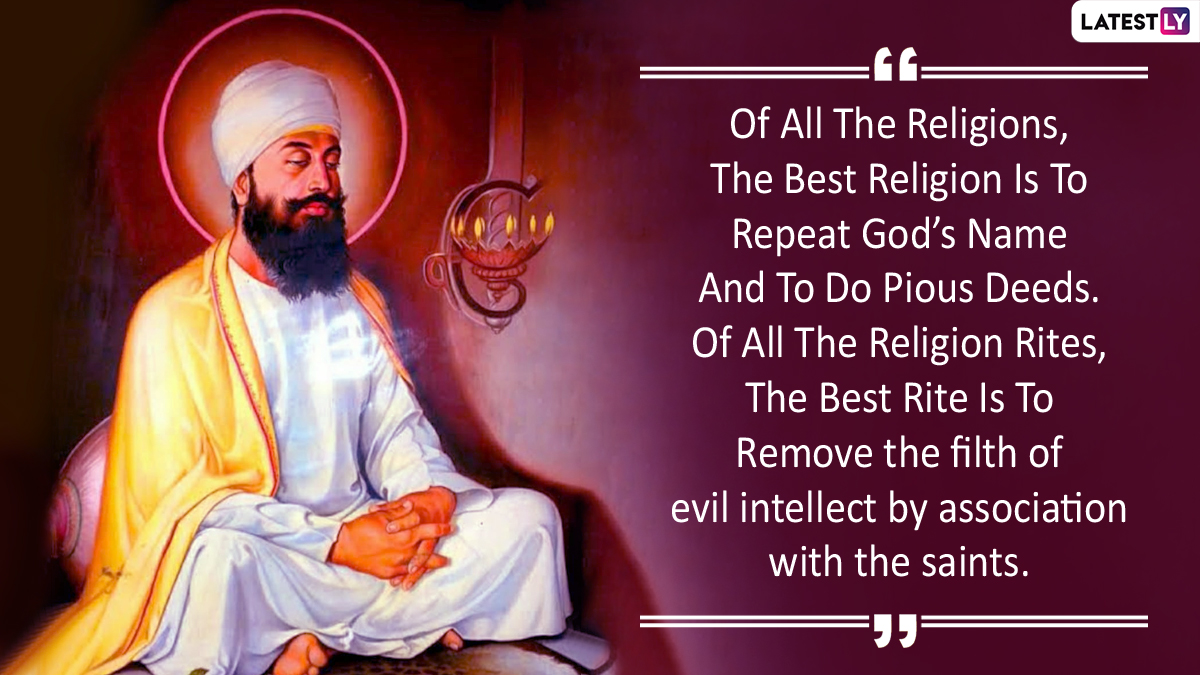 LATESTLY
“
Of All The Religions,
The Best Religion Is To
Repeat God’s Name
And To Do Pious Deeds.
Of All The Religion Rites,
The Best Rite Is To
Remove the filth of
evil intellect by association
with the saints.
”